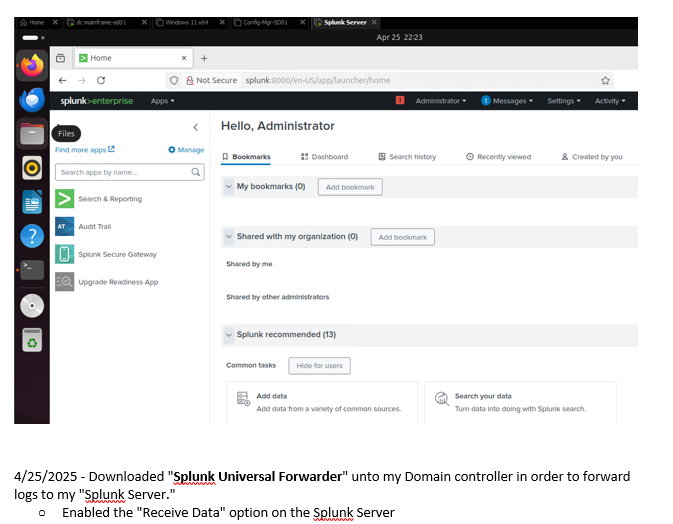 Home dc-mainframe-sd01 Windows 11 x64 Config-Mgr-SD01 Splunk Server
Apr 25 22:23
Home
Not Secure splunk:8000/en-US/app/launcher/home
splunk>enterprise Apps Administrator 1 Messages Settings Activity
Files
Hello, Administrator
Find more apps Manage
Bookmarks Dashboard Search history Recently viewed Created by you
Search apps by name...
My bookmarks (0) Add bookmark
Search & Reporting
AT Audit Trail
Shared with my organization (0) Add bookmark
Splunk Secure Gateway
Shared by me
Upgrade Readiness App
Shared by other administrators
Splunk recommended (13)
Common tasks Hide for users
Add data Search your data
Add data from a variety of common sources. Turn data into doing with Splunk search.
4/25/2025 - Downloaded "Splunk Universal Forwarder" unto my Domain controller in order to forward
logs to my "Splunk Server."
o Enabled the "Receive Data" option on the Splunk Server